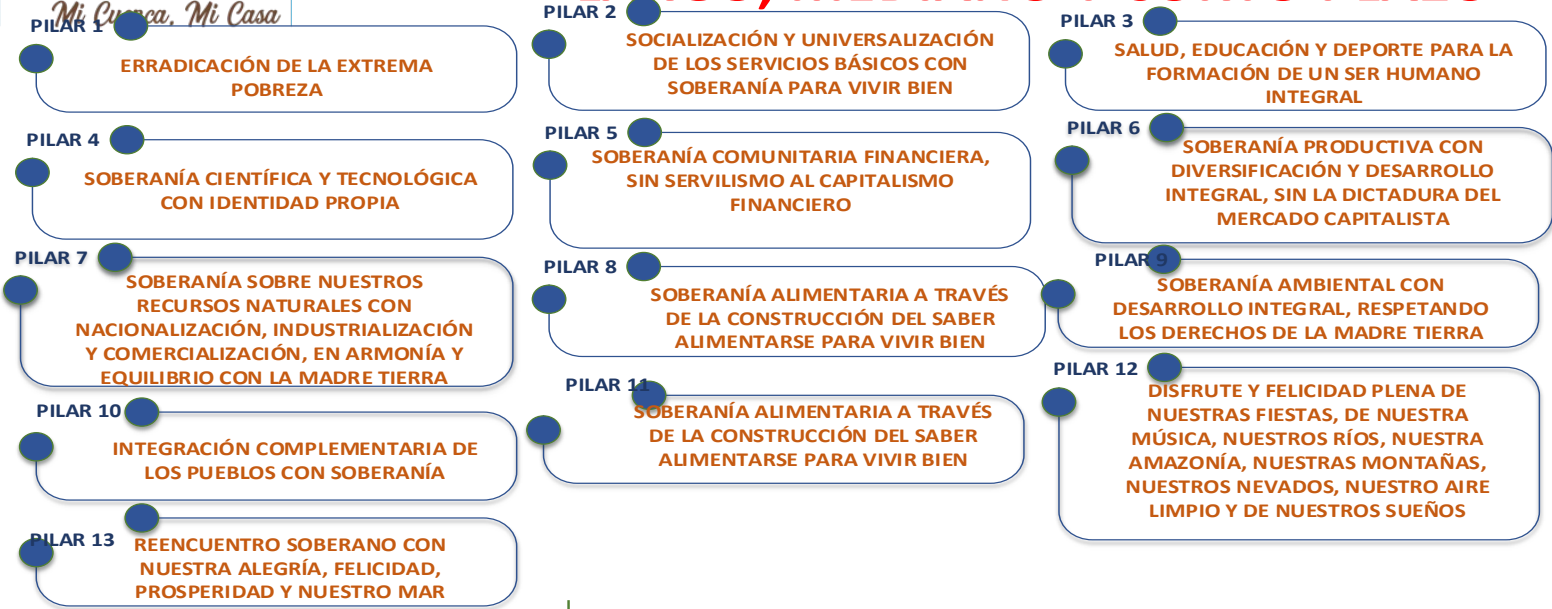 Mi Cuenca, Mi Casa
PILAR 1
ERRADICACIÓN DE LA EXTREMA
POBREZA
PILAR 2
SOCIALIZACIÓN Y UNIVERSALIZACIÓN
DE LOS SERVICIOS BÁSICOS CON
SOBERANÍA PARA VIVIR BIEN
PILAR 3
SALUD, EDUCACIÓN Y DEPORTE PARA LA
FORMACIÓN DE UN SER HUMANO
INTEGRAL
PILAR 4
SOBERANÍA CIENTÍFICA Y TECNOLÓGICA
CON IDENTIDAD PROPIA
PILAR 5
SOBERANÍA COMUNITARIA FINANCIERA,
SIN SERVILISMO AL CAPITALISMO
FINANCIERO
PILAR 6
SOBERANÍA PRODUCTIVA CON
DIVERSIFICACIÓN Y DESARROLLO
INTEGRAL, SIN LA DICTADURA DEL
MERCADO CAPITALISTA
PILAR 7
SOBERANÍA SOBRE NUESTROS
RECURSOS NATURALES CON
NACIONALIZACIÓN, INDUSTRIALIZACIÓN
Y COMERCIALIZACIÓN, EN ARMONÍA Y
EQUILIBRIO CON LA MADRE TIERRA
PILAR 8
SOBERANÍA ALIMENTARIA A TRAVÉS
DE LA CONSTRUCCIÓN DEL SABER
ALIMENTARSE PARA VIVIR BIEN
PILAR 9
SOBERANÍA AMBIENTAL CON
DESARROLLO INTEGRAL, RESPETANDO
LOS DERECHOS DE LA MADRE TIERRA
PILAR 10
INTEGRACIÓN COMPLEMENTARIA DE
LOS PUEBLOS CON SOBERANÍA
PILAR 11
SOBERANÍA ALIMENTARIA A TRAVÉS
DE LA CONSTRUCCIÓN DEL SABER
ALIMENTARSE PARA VIVIR BIEN
PILAR 12
DISFRUTE Y FELICIDAD PLENA DE
NUESTRAS FIESTAS, DE NUESTRA
MÚSICA, NUESTROS RÍOS, NUESTRA
AMAZONÍA, NUESTRAS MONTAÑAS,
NUESTROS NEVADOS, NUESTRO AIRE
LIMPIO Y DE NUESTROS SUEÑOS
PILAR 13
REENCUENTRO SOBERANO CON
NUESTRA ALEGRÍA, FELICIDAD,
PROSPERIDAD Y NUESTRO MAR